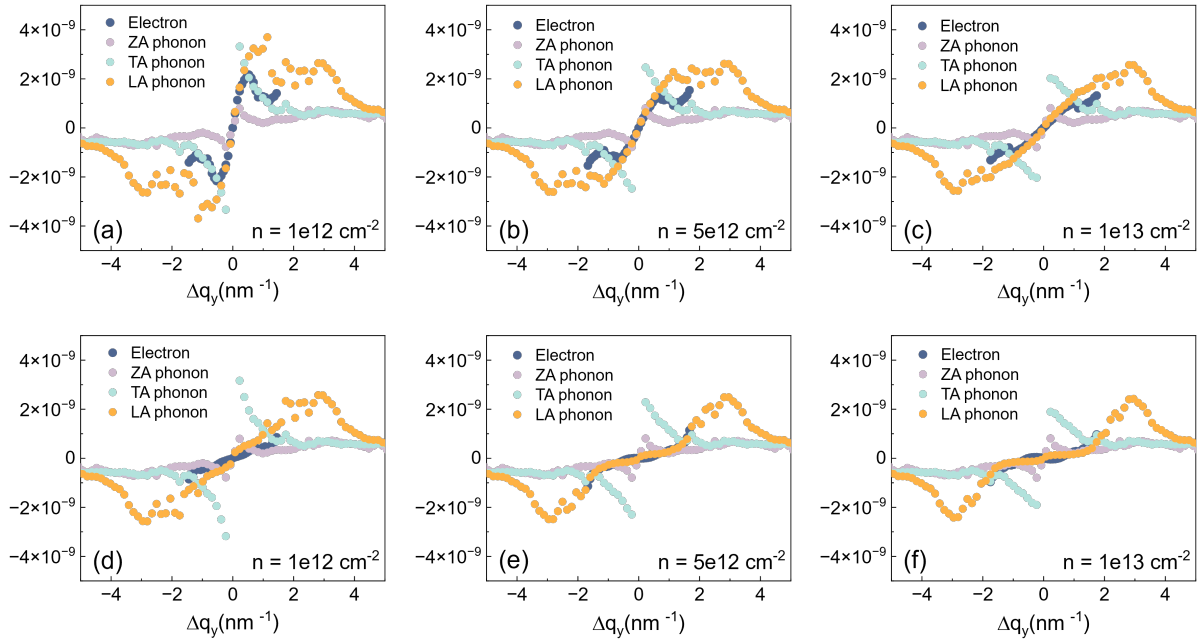 4×10⁻⁹
2×10⁻⁹
0
−2×10⁻⁹
−4×10⁻⁹
Electron
ZA phonon
TA phonon
LA phonon
(a)
n = 1e12 cm⁻²
−4 −2 0 2 4
Δqy(nm ⁻¹)
4×10⁻⁹
2×10⁻⁹
0
−2×10⁻⁹
−4×10⁻⁹
Electron
ZA phonon
TA phonon
LA phonon
(b)
n = 5e12 cm⁻²
−4 −2 0 2 4
Δqy(nm ⁻¹)
4×10⁻⁹
2×10⁻⁹
0
−2×10⁻⁹
−4×10⁻⁹
Electron
ZA phonon
TA phonon
LA phonon
(c)
n = 1e13 cm⁻²
−4 −2 0 2 4
Δqy(nm ⁻¹)
4×10⁻⁹
2×10⁻⁹
0
−2×10⁻⁹
−4×10⁻⁹
Electron
ZA phonon
TA phonon
LA phonon
(d)
n = 1e12 cm⁻²
−4 −2 0 2 4
Δqy(nm ⁻¹)
4×10⁻⁹
2×10⁻⁹
0
−2×10⁻⁹
−4×10⁻⁹
Electron
ZA phonon
TA phonon
LA phonon
(e)
n = 5e12 cm⁻²
−4 −2 0 2 4
Δqy(nm ⁻¹)
4×10⁻⁹
2×10⁻⁹
0
−2×10⁻⁹
−4×10⁻⁹
Electron
ZA phonon
TA phonon
LA phonon
(f)
n = 1e13 cm⁻²
−4 −2 0 2 4
Δqy(nm ⁻¹)